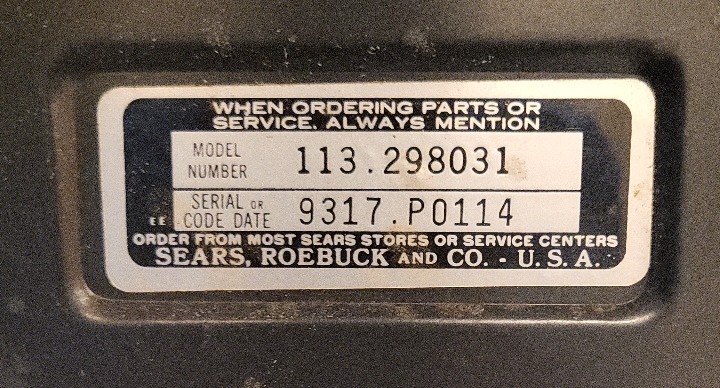 WHEN ORDERING PARTS OR
SERVICE, ALWAYS MENTION
MODEL NUMBER 113.298031
SERIAL OR CODE DATE 9317.P0114
EE
ORDER FROM MOST SEARS STORES OR SERVICE CENTERS
SEARS, ROEBUCK AND CO. - U.S.A.